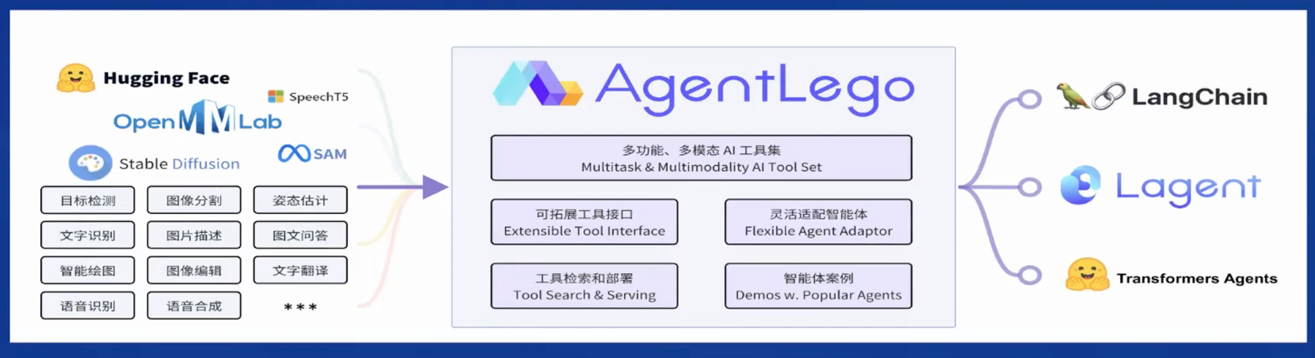 Hugging Face
SpeechT5
OpenMMLab
Stable Diffusion
SAM
目标检测
图像分割
姿态估计
文字识别
图片描述
图文问答
智能绘图
图像编辑
文字翻译
语音识别
语音合成
***
AgentLego
多功能、多模态 AI 工具集
Multitask & Multimodality AI Tool Set
可拓展工具接口
Extensible Tool Interface
灵活适配智能体
Flexible Agent Adaptor
工具检索和部署
Tool Search & Serving
智能体案例
Demos w. Popular Agents
LangChain
Lagent
Transformers Agents